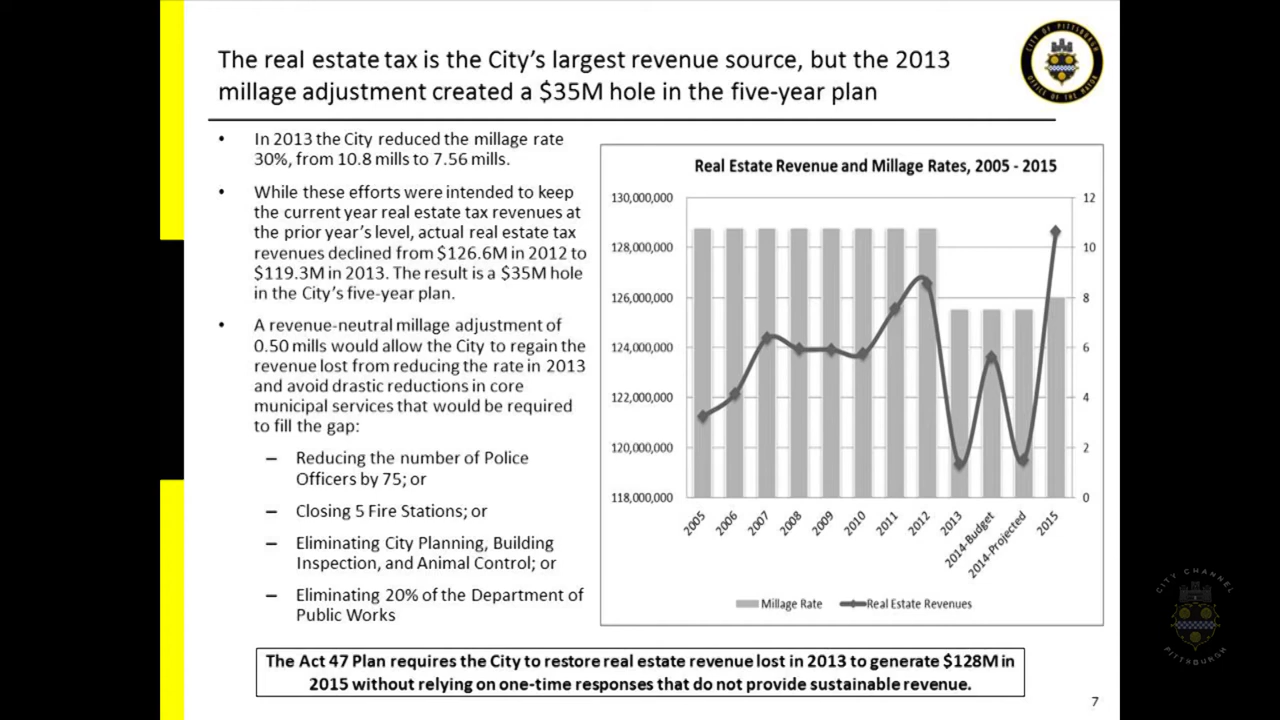 The real estate tax is the City's largest revenue source, but the 2013
millage adjustment created a $35M hole in the five-year plan
CITY OF PITTSBURGH
OFFICE OF THE MAYOR
• In 2013 the City reduced the millage rate
30%, from 10.8 mills to 7.56 mills.
• While these efforts were intended to keep
the current year real estate tax revenues at
the prior year's level, actual real estate tax
revenues declined from $126.6M in 2012 to
$119.3M in 2013. The result is a $35M hole
in the City's five-year plan.
• A revenue-neutral millage adjustment of
0.50 mills would allow the City to regain the
revenue lost from reducing the rate in 2013
and avoid drastic reductions in core
municipal services that would be required
to fill the gap:
– Reducing the number of Police
Officers by 75; or
– Closing 5 Fire Stations; or
– Eliminating City Planning, Building
Inspection, and Animal Control; or
– Eliminating 20% of the Department of
Public Works
Real Estate Revenue and Millage Rates, 2005 - 2015
130,000,000
128,000,000
126,000,000
124,000,000
122,000,000
120,000,000
118,000,000
12
10
8
6
4
2
0
2005
2006
2007
2008
2009
2010
2011
2012
2013
2014-Budget
2014-Projected
2015
Millage Rate
Real Estate Revenues
The Act 47 Plan requires the City to restore real estate revenue lost in 2013 to generate $128M in
2015 without relying on one-time responses that do not provide sustainable revenue.
7
CITY CHANNEL
PITTSBURGH